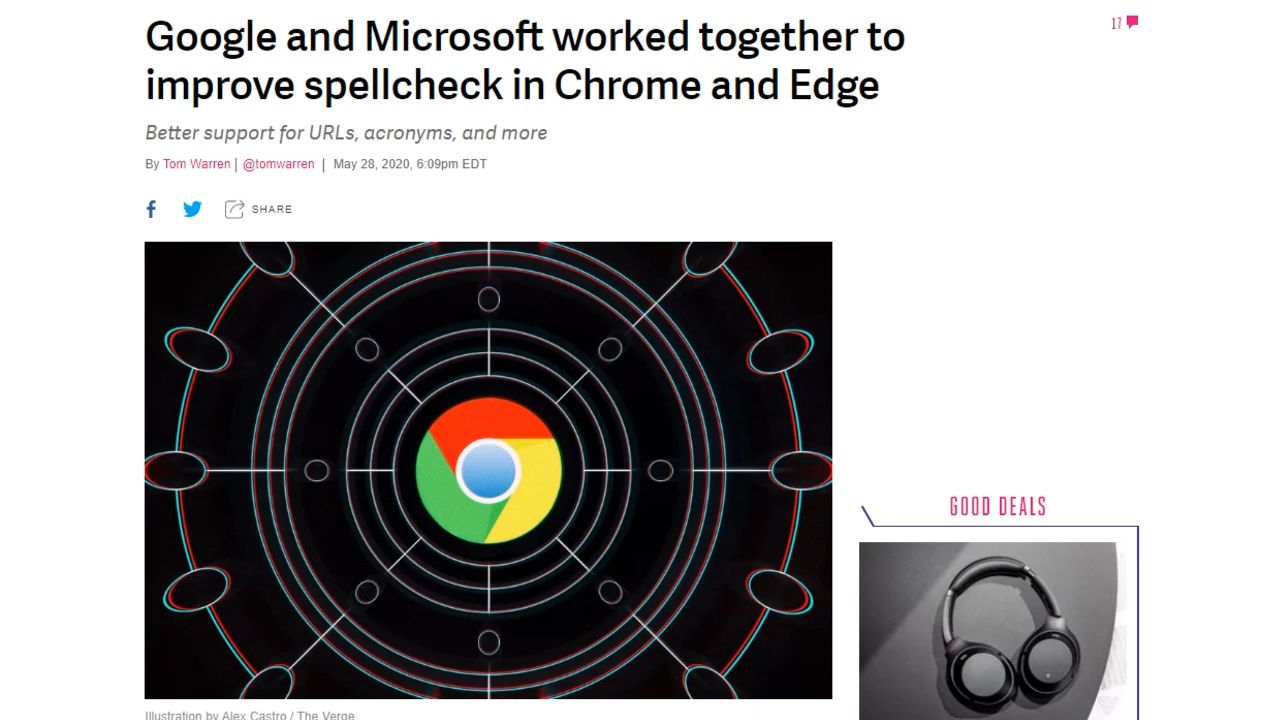 Google and Microsoft worked together to
improve spellcheck in Chrome and Edge
17
Better support for URLs, acronyms, and more
By Tom Warren | @tomwarren | May 28, 2020, 6:09pm EDT
SHARE
GOOD DEALS
Illustration by Alex Castro / The Verge